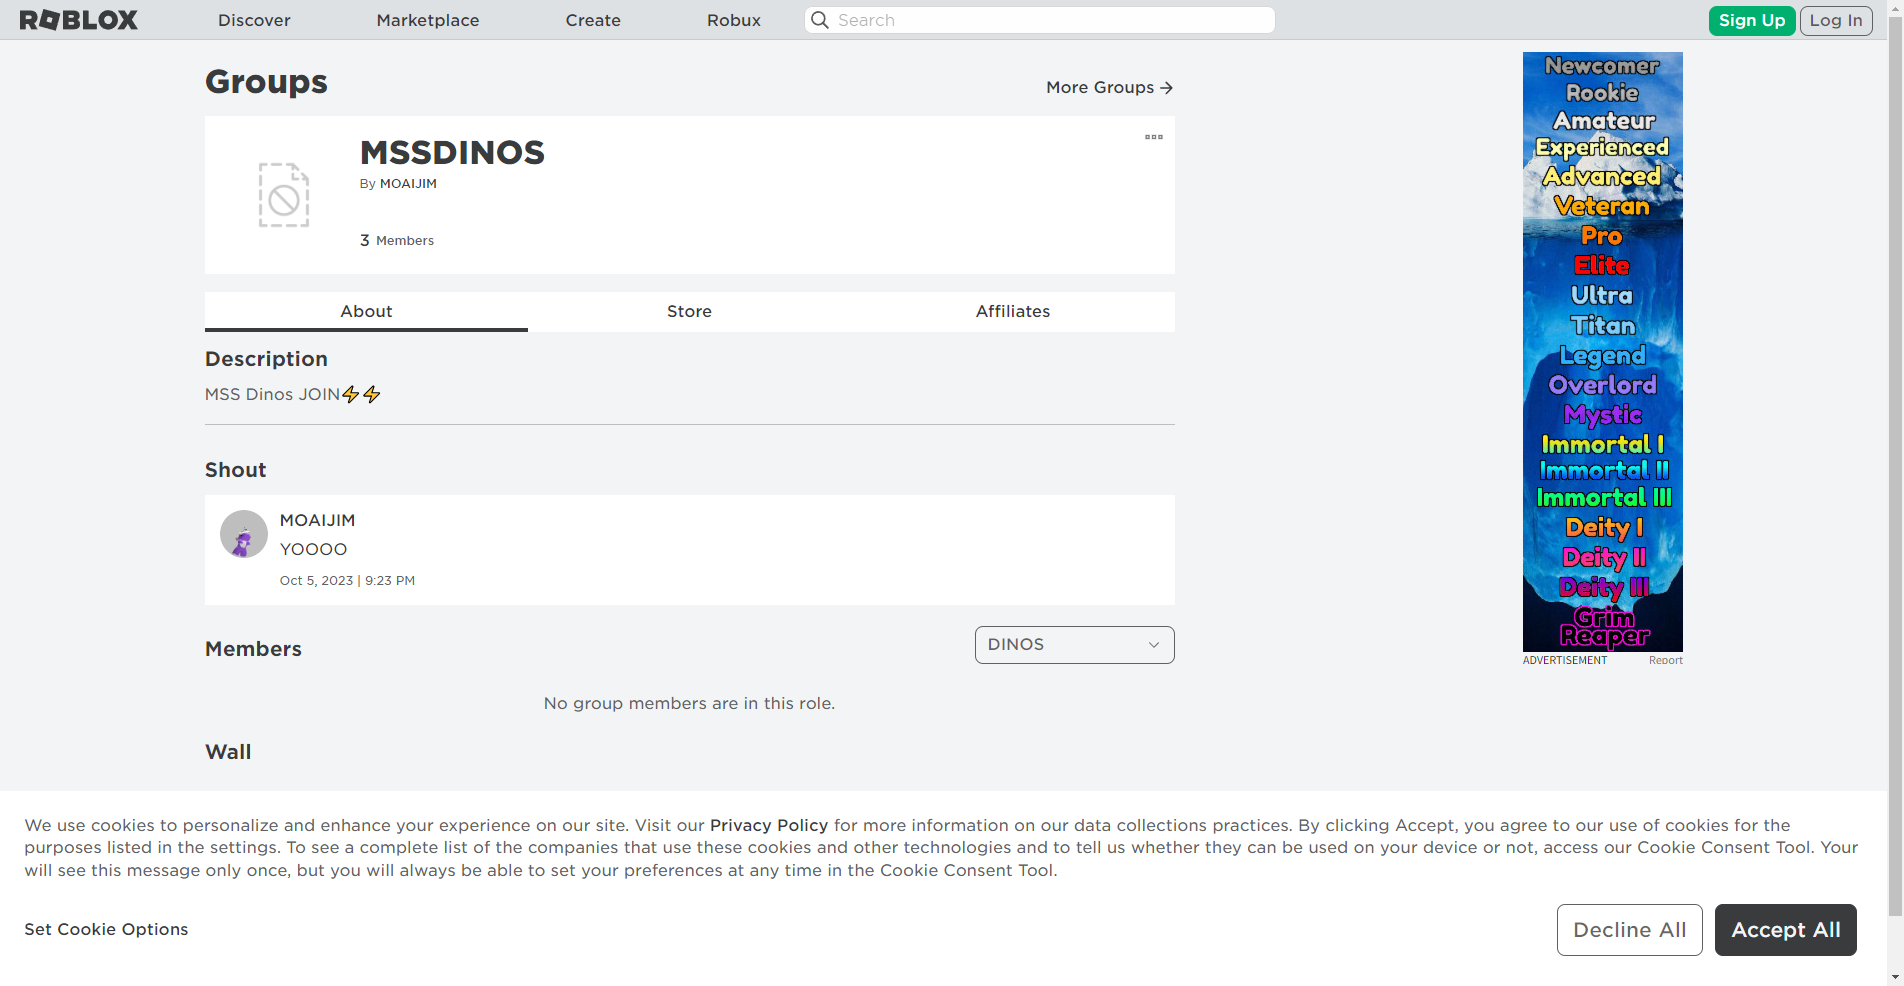 ROBLOX
Discover
Marketplace
Create
Robux
Search
Sign Up
Log In
Groups
More Groups
MSSDINOS
By MOAIJIM
3 Members
About
Store
Affiliates
Description
MSS Dinos JOIN⚡⚡
Shout
MOAIJIM
YOOOO
Oct 5, 2023 | 9:23 PM
Members
DINOS
No group members are in this role.
Wall
Newcomer
Rookie
Amateur
Experienced
Advanced
Veteran
Pro
Elite
Ultra
Titan
Legend
Overlord
Mystic
Immortal I
Immortal II
Immortal III
Deity I
Deity II
Deity III
Grim
Reaper
ADVERTISEMENT
Report
We use cookies to personalize and enhance your experience on our site. Visit our Privacy Policy for more information on our data collections practices. By clicking Accept, you agree to our use of cookies for the
purposes listed in the settings. To see a complete list of the companies that use these cookies and other technologies and to tell us whether they can be used on your device or not, access our Cookie Consent Tool. Your
will see this message only once, but you will always be able to set your preferences at any time in the Cookie Consent Tool.
Set Cookie Options
Decline All
Accept All